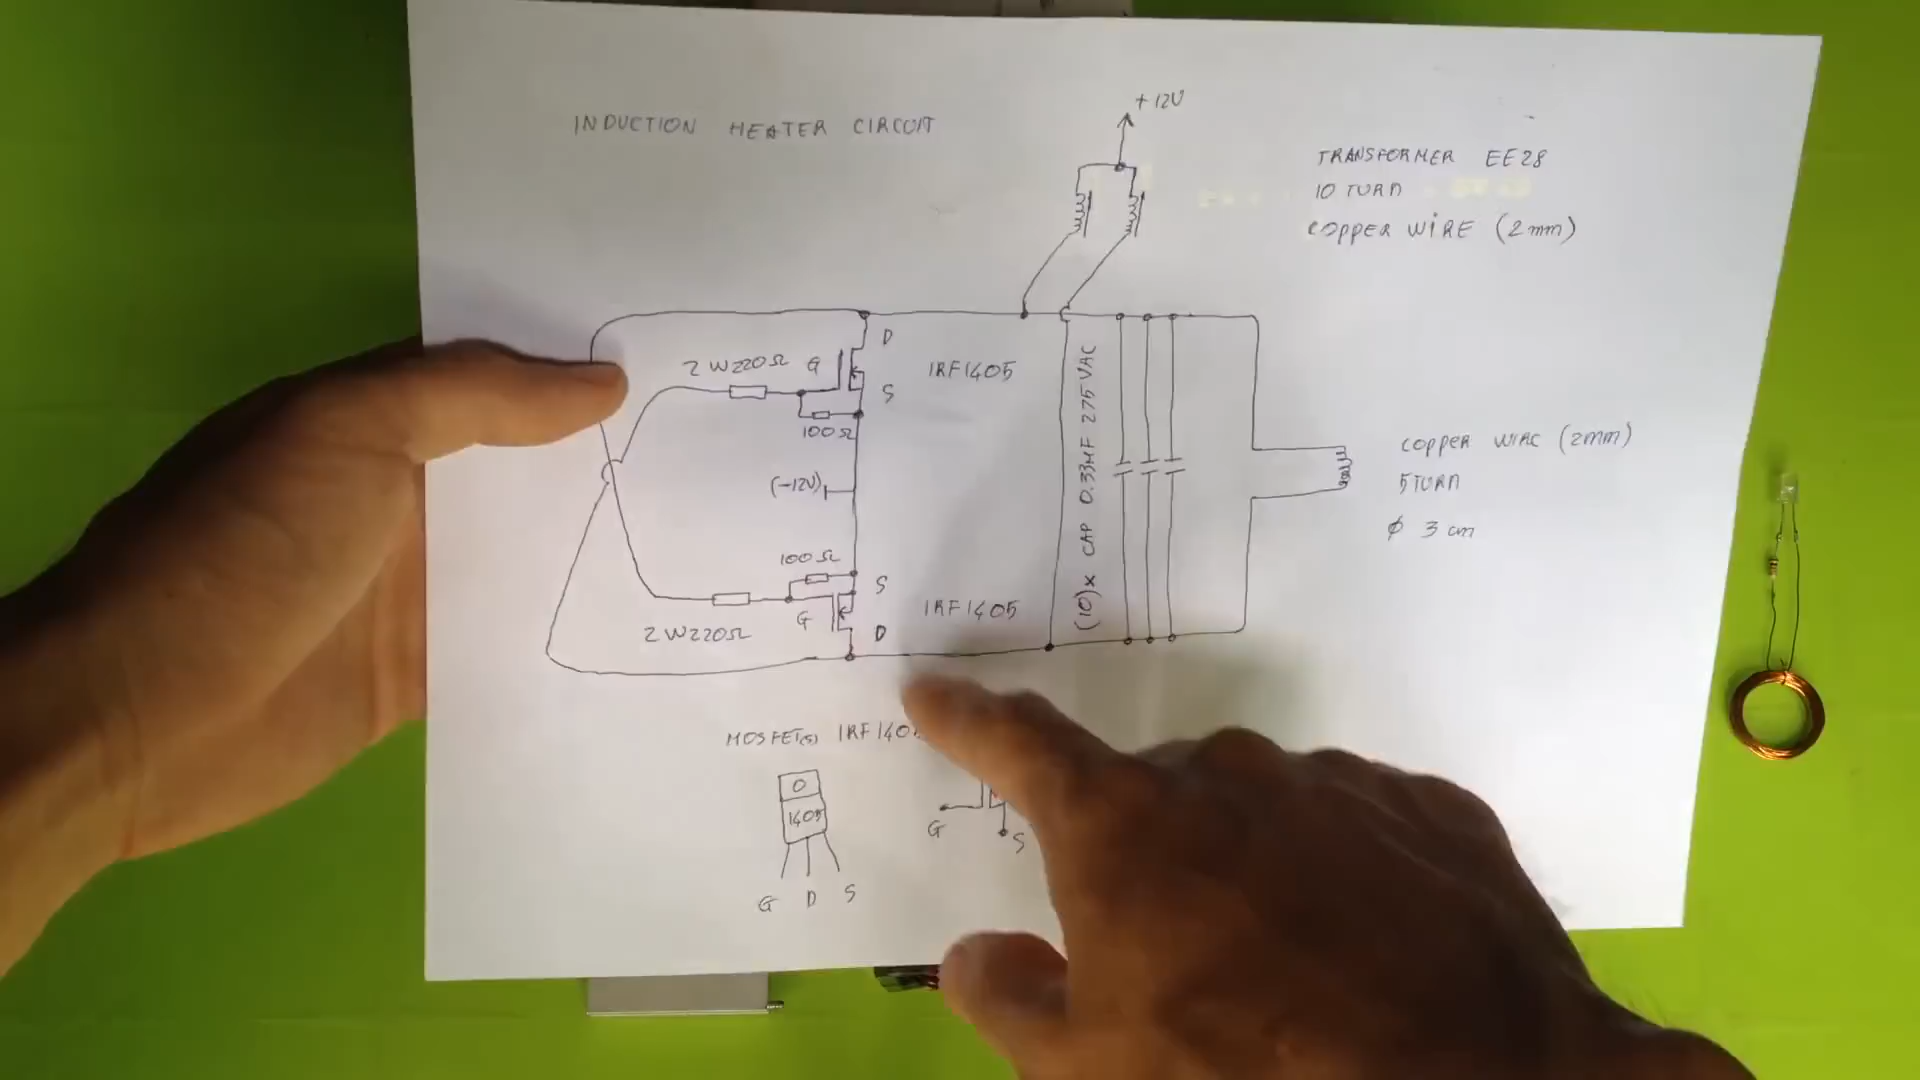 +12V
INDUCTION HEATER CIRCUIT
TRANSFORMER EE28
10 TURN
COPPER WIRE (2mm)
D
2W220Ω G
IRF1405
S
100Ω
(-12V)
(10)x CAP 0.33MF 275VAC
COPPER WIRE (2mm)
5TURN
ϕ 3 cm
100Ω
S
G
IRF1405
2W220Ω
D
MOSFET(S)
O
1405
G
S
G D S